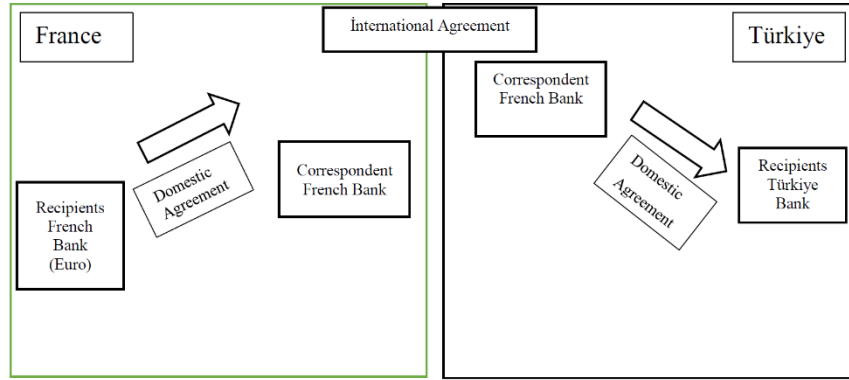 France
İnternational Agreement
Türkiye
Correspondent
French Bank
Domestic
Agreement
Correspondent
French Bank
Recipients
French
Bank
(Euro)
Domestic
Agreement
Recipients
Türkiye
Bank